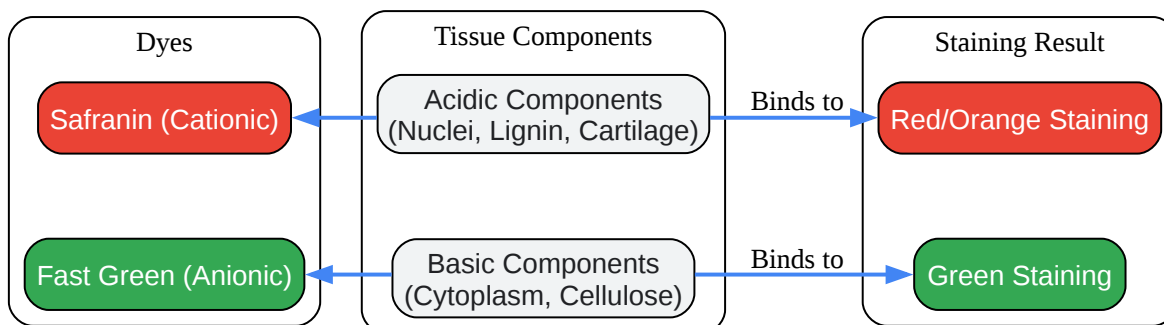 Dyes
Safranin (Cationic)
Fast Green (Anionic)
Tissue Components
Acidic Components
(Nuclei, Lignin, Cartilage)
Basic Components
(Cytoplasm, Cellulose)
Binds to
Binds to
Staining Result
Red/Orange Staining
Green Staining